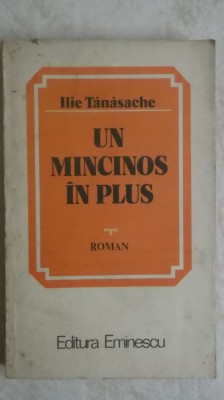 Ilie Tănăsache
UN
MINCINOS
ÎN PLUS
ROMAN
Editura Eminescu